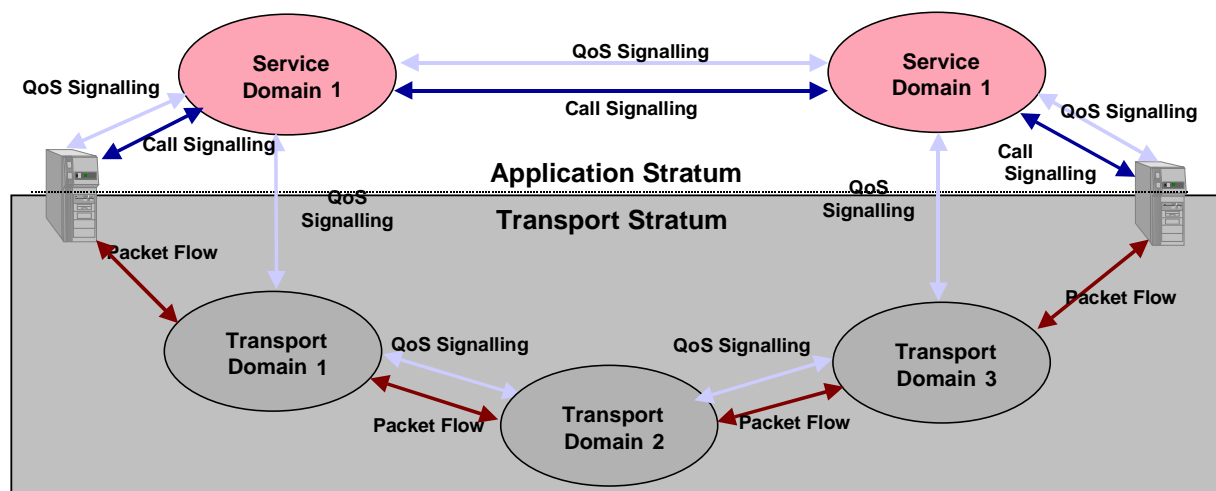 QoS Signalling
Service
Domain 1
Service
Domain 1
QoS Signalling
QoS Signalling
Call Signalling
Call Signalling
Call
Signalling
Application Stratum
QoS
Signalling
QoS
Signalling
Transport Stratum
Packet Flow
Packet Flow
Transport
Domain 1
QoS Signalling
QoS Signalling
Transport
Domain 3
Packet Flow
Transport
Domain 2
Packet Flow